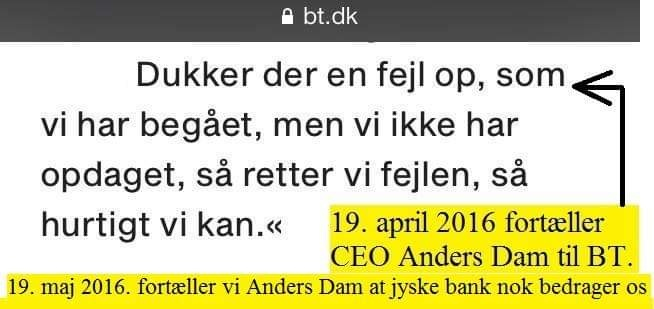 bt.dk
Dukker der en fejl op, som
vi har begået, men vi ikke har
opdaget, så retter vi fejlen, så
hurtigt vi kan.«
19. april 2016 fortæller
CEO Anders Dam til BT.
19. maj 2016. fortæller vi Anders Dam at jyske bank nok bedrager os